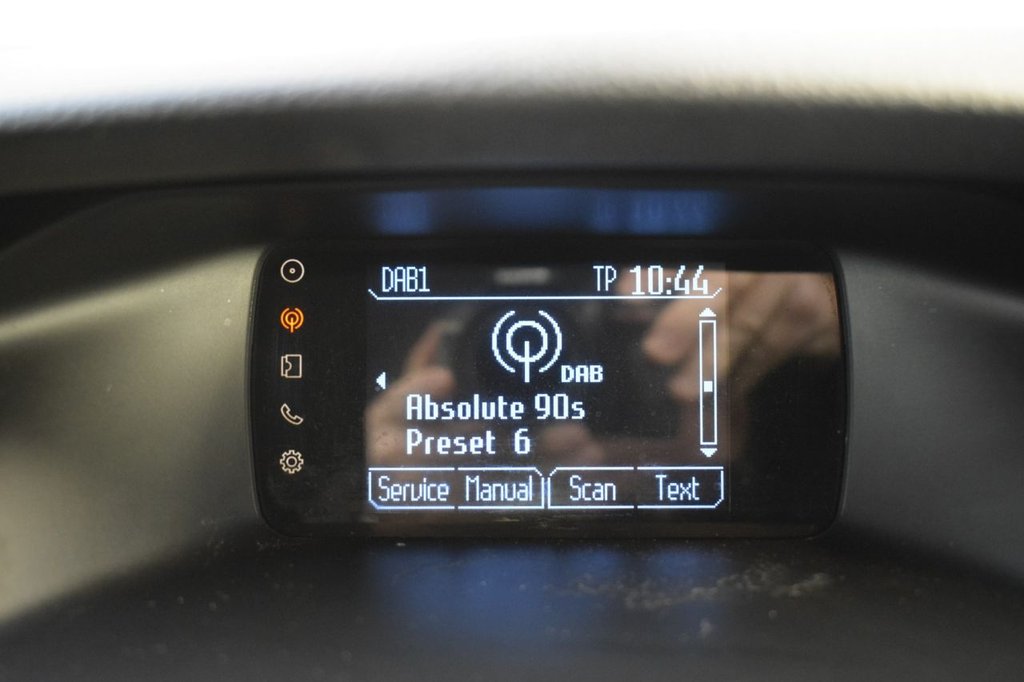 DAB1 TP 10:44
DAB
Absolute 90s
Preset 6
Service Manual Scan Text